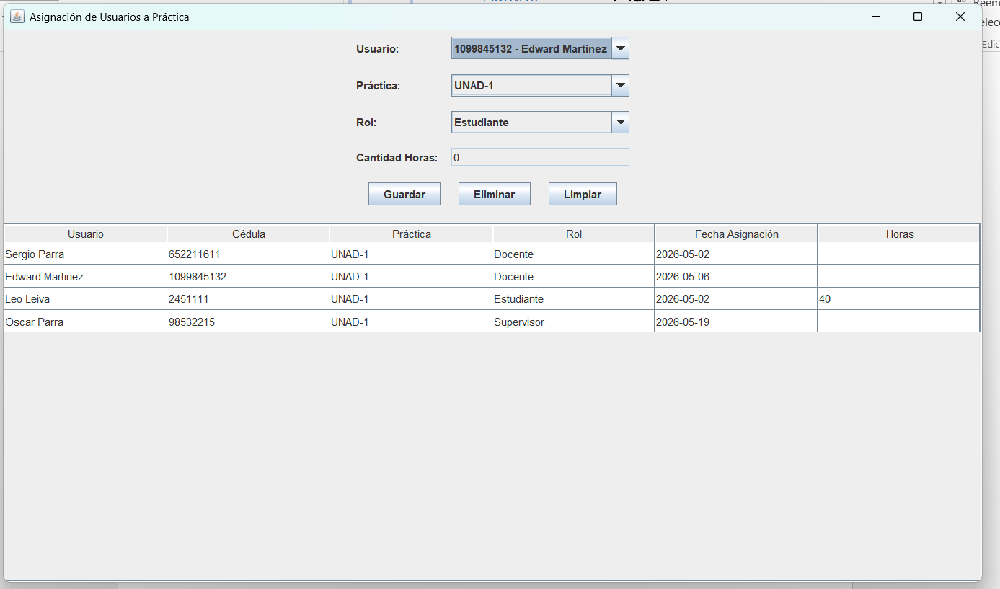 Asignación de Usuarios a Práctica
Usuario: 1099845132 - Edward Martinez
Práctica: UNAD-1
Rol: Estudiante
Cantidad Horas: 0
Guardar Eliminar Limpiar
Usuario Cédula Práctica Rol Fecha Asignación Horas
Sergio Parra 652211611 UNAD-1 Docente 2026-05-02
Edward Martinez 1099845132 UNAD-1 Docente 2026-05-06
Leo Leiva 2451111 UNAD-1 Estudiante 2026-05-02 40
Oscar Parra 98532215 UNAD-1 Supervisor 2026-05-19